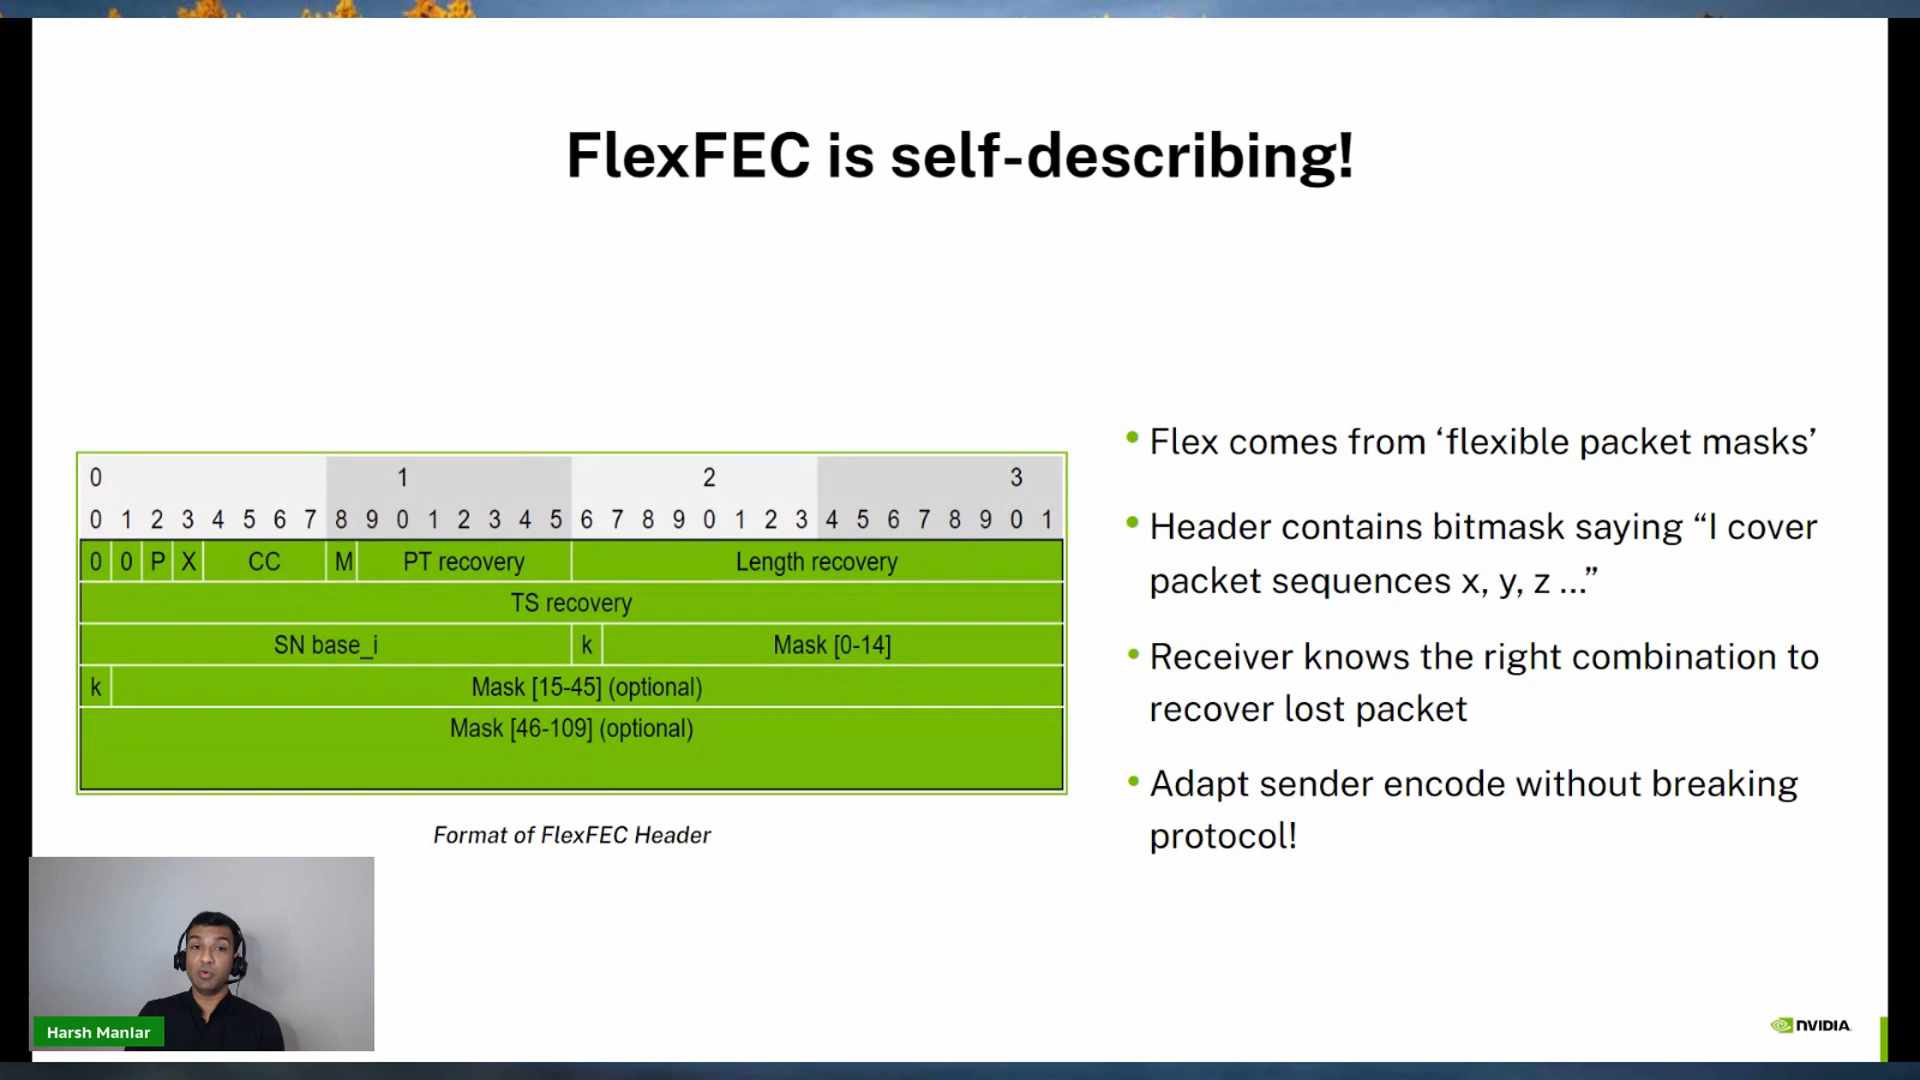 FlexFEC is self-describing!
0 1 2 3
0 1 2 3 4 5 6 7 8 9 0 1 2 3 4 5 6 7 8 9 0 1 2 3 4 5 6 7 8 9 0 1
0 0 P X CC M PT recovery Length recovery
TS recovery
SN base_i k Mask [0-14]
k Mask [15-45] (optional)
Mask [46-109] (optional)
Format of FlexFEC Header
• Flex comes from ‘flexible packet masks’
• Header contains bitmask saying “I cover
packet sequences x, y, z ...”
• Receiver knows the right combination to
recover lost packet
• Adapt sender encode without breaking
protocol!
Harsh Maniar
NVIDIA